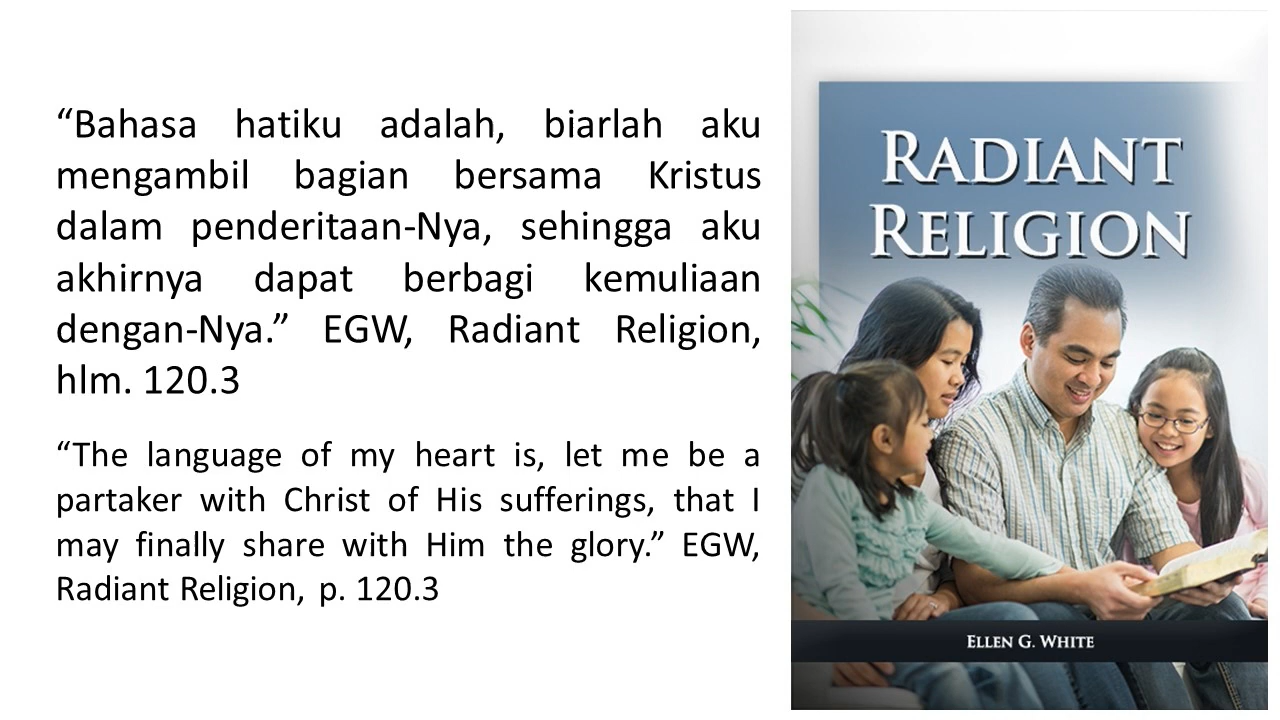 “Bahasa hatiku adalah, biarlah aku
mengambil bagian bersama Kristus
dalam penderitaan-Nya, sehingga aku
akhirnya dapat berbagi kemuliaan
dengan-Nya.” EGW, Radiant Religion,
hlm. 120.3
“The language of my heart is, let me be a
partaker with Christ of His sufferings, that I
may finally share with Him the glory.” EGW,
Radiant Religion, p. 120.3
RADIANT
RELIGION
ELLEN G. WHITE